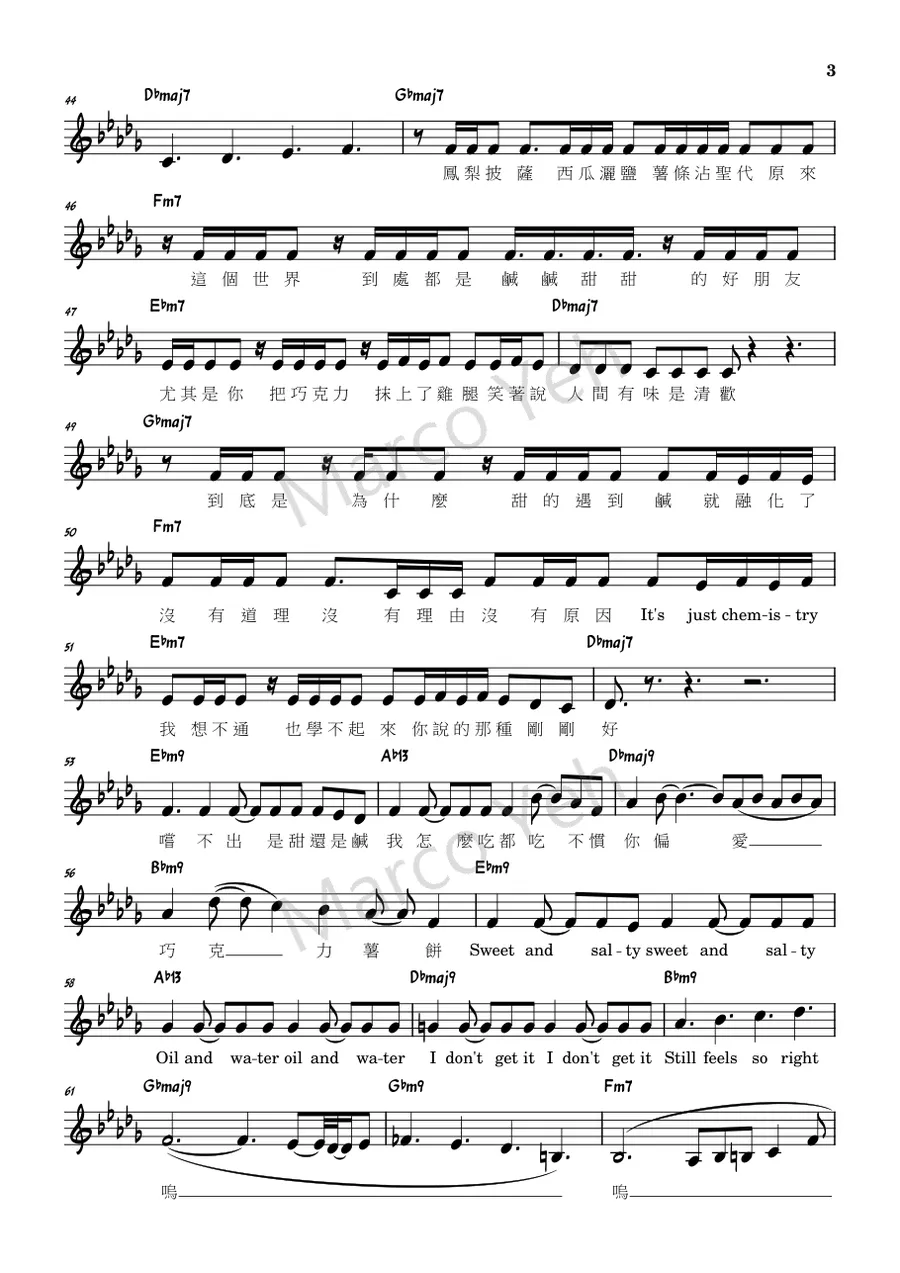 3
44 D♭maj7 G♭maj7
鳳梨披 薩 西瓜灑鹽 薯條沾聖代 原 來
46 Fm7
這個世界 到處都是 鹹鹹甜甜 的好朋友
47 E♭m7 D♭maj7
尤其是你 把巧克力 抹上了雞腿笑著說 人間有味是清歡
49 G♭maj7
到底是 為什麼 甜的遇到鹹 就融化了
50 Fm7
沒 有道理 沒 有理由沒 有原因 It's just chem-is-try
51 E♭m7 D♭maj7
我 想不通 也學不起 來 你說的那種 剛剛 好
53 E♭m9 A♭13 D♭maj9
嚐 不出 是甜還是鹹 我怎 麼吃都吃 不慣 你偏 愛
56 B♭m9 E♭m9
巧 克 力 薯 餅 Sweet and sal-ty sweet and sal-ty
58 A♭13 D♭maj9 B♭m9
Oil and wa-ter oil and wa-ter I don't get it I don't get it Still feels so right
61 G♭maj9 G♭m9 Fm7
嗚 嗚
Marco Yeh
Marco Yeh